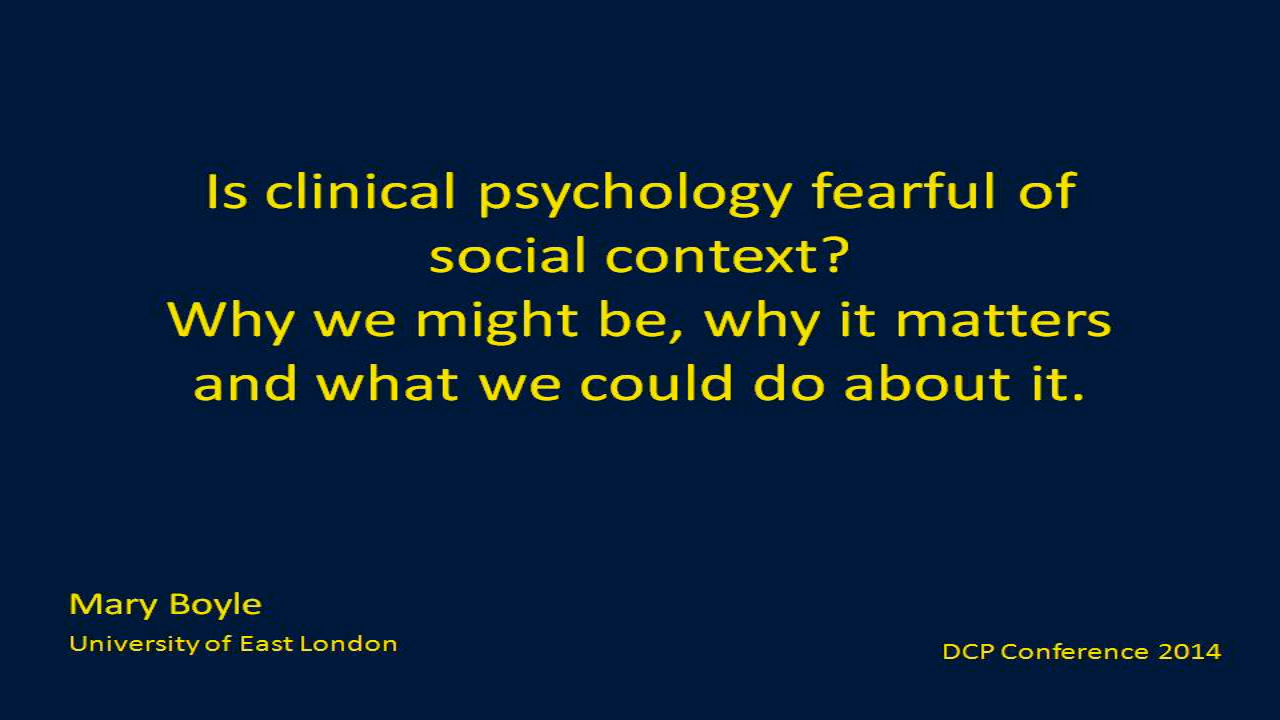 Is clinical psychology fearful of
social context?
Why we might be, why it matters
and what we could do about it.
Mary Boyle
University of East London
DCP Conference 2014